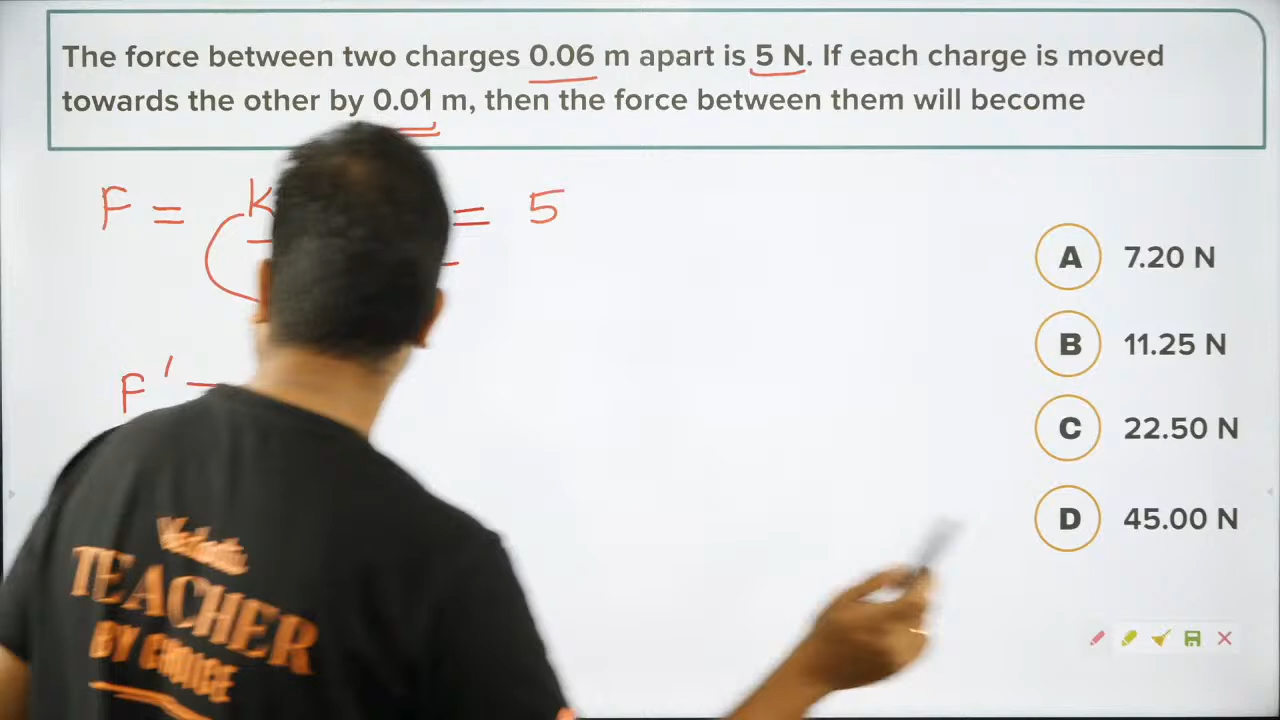 The force between two charges 0.06 m apart is 5 N. If each charge is moved
towards the other by 0.01 m, then the force between them will become
F = K = 5
F' =
A 7.20 N
B 11.25 N
C 22.50 N
D 45.00 N
TEACHER
BY CHOICE